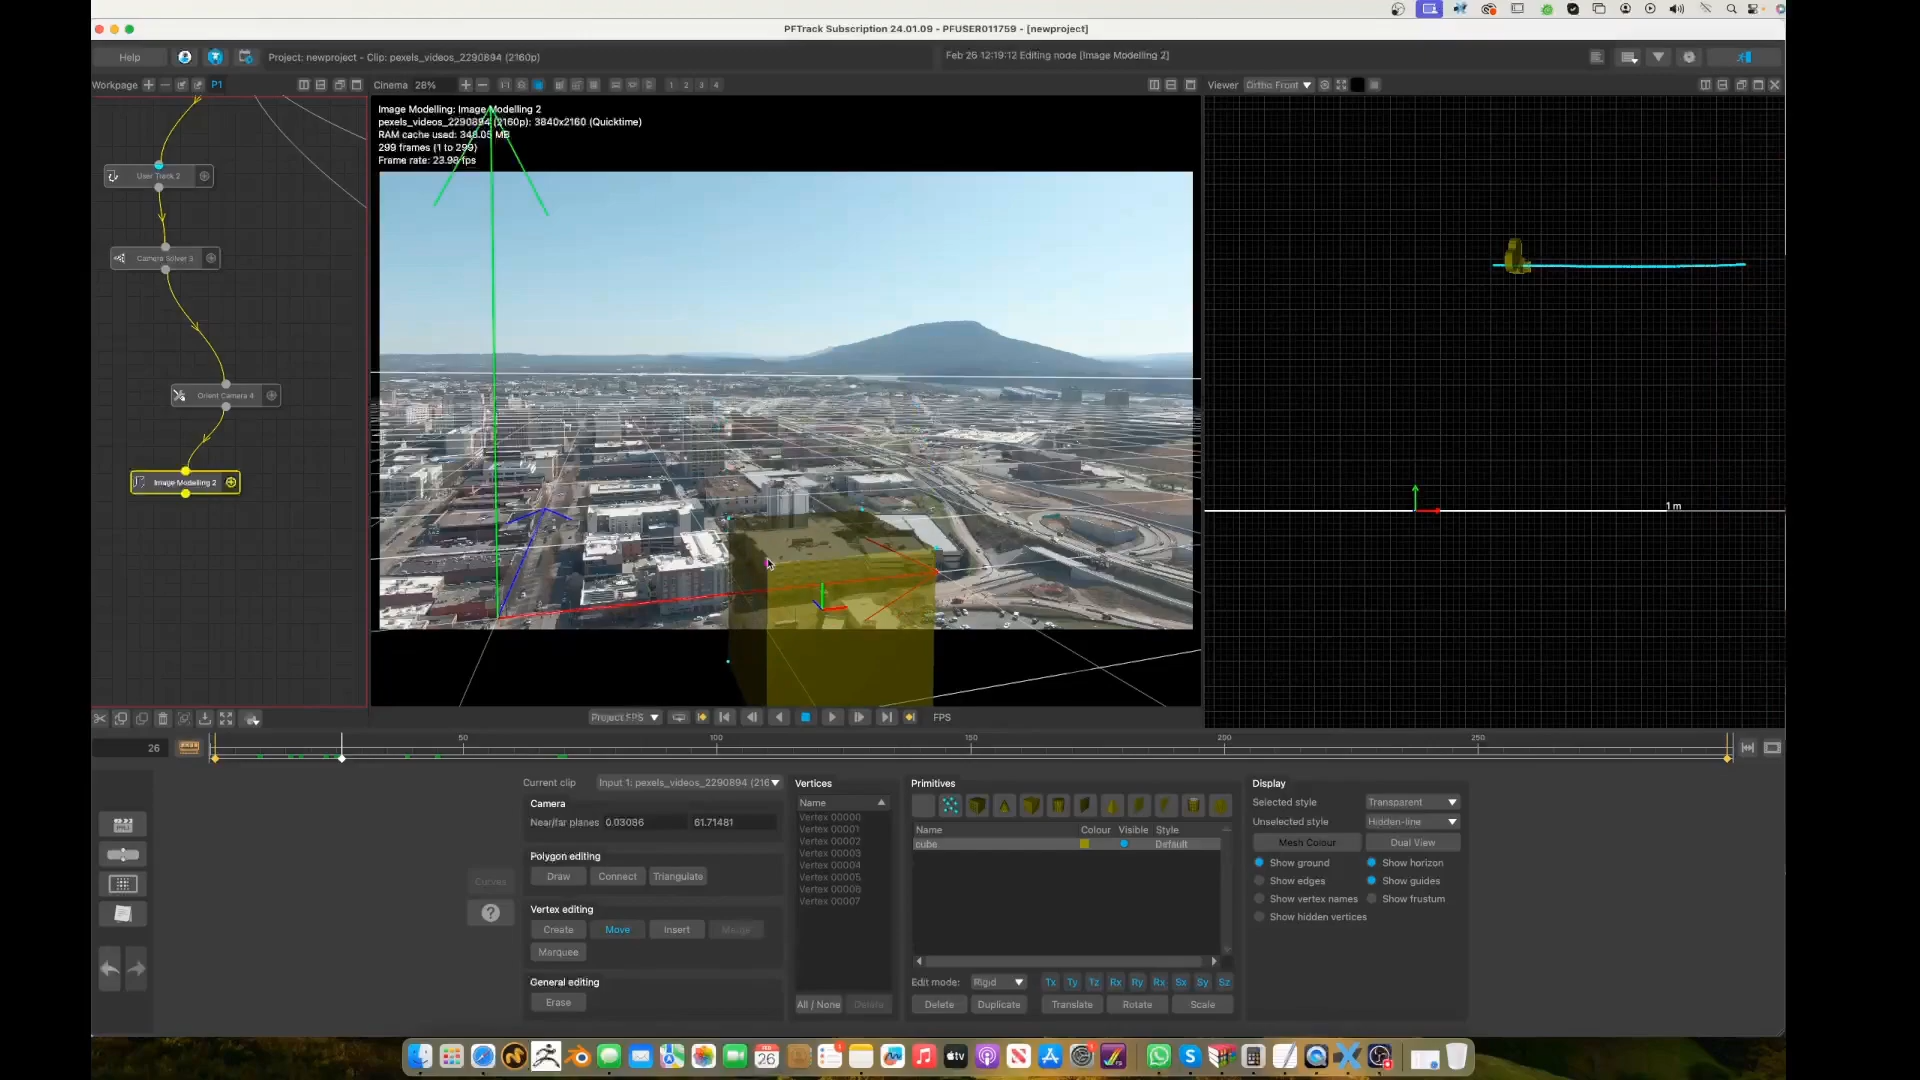 PFTrack Subscription 24.01.09 - PFUSER011759 - [newproject]
Help
Project: newproject - Clip: pexels_videos_2290894 (2160p)
Feb 26 12:19:12 Editing node [Image Modelling 2]
Workpage
P1
Cinema 28%
1 2 3 4
Viewer Ortho Front
Image Modelling: Image Modelling 2
pexels_videos_2290894 (2160p): 3840x2160 (Quicktime)
RAM cache used: 348.05 MB
299 frames (1 to 299)
Frame rate: 23.98 fps
User Track 2
Camera Solver 3
Orient Camera 4
Image Modelling 2
1 m
Project FPS
FPS
26
50
100
150
200
250
Current clip
Input 1: pexels_videos_2290894 (216
Camera
Near/far planes 0.03086 61.71481
Polygon editing
Draw Connect Triangulate
Curves
Vertex editing
Create Move Insert Merge
Marquee
General editing
Erase
Vertices
Name
Vertex 00000
Vertex 00001
Vertex 00002
Vertex 00003
Vertex 00004
Vertex 00005
Vertex 00006
Vertex 00007
All / None Delete
Primitives
Name Colour Visible Style
cube Default
Edit mode: Rigid Tx Ty Tz Rx Ry Rx Sx Sy Sz
Delete Duplicate Translate Rotate Scale
Display
Selected style Transparent
Unselected style Hidden-line
Mesh Colour Dual View
Show ground Show horizon
Show edges Show guides
Show vertex names Show frustum
Show hidden vertices
FEB
26
tv